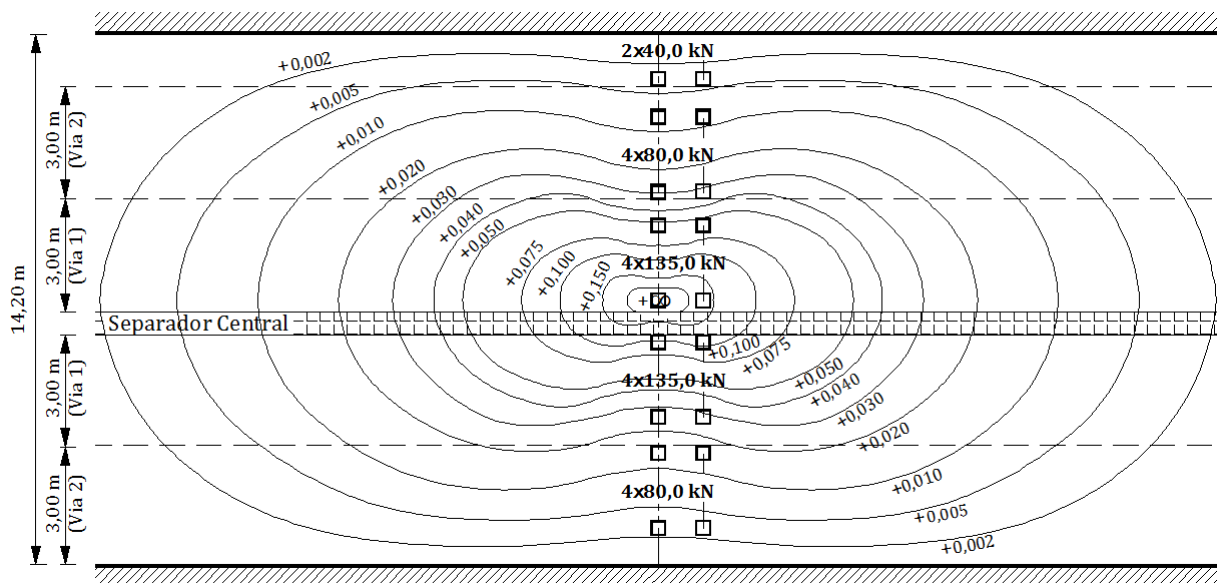 2x40,0 kN
+0,002
+0,005
+0,010
3,00 m
(Via 2)
4x80,0 kN
+0,020
+0,030
+0,040
+0,050
3,00 m
(Via 1)
14,20 m
+0,075
+0,100
+0,150
4x135,0 kN
Separador Central
+0,100
+0,075
+0,050
+0,040
+0,030
+0,020
3,00 m
(Via 1)
4x135,0 kN
3,00 m
(Via 2)
4x80,0 kN
+0,010
+0,005
+0,002